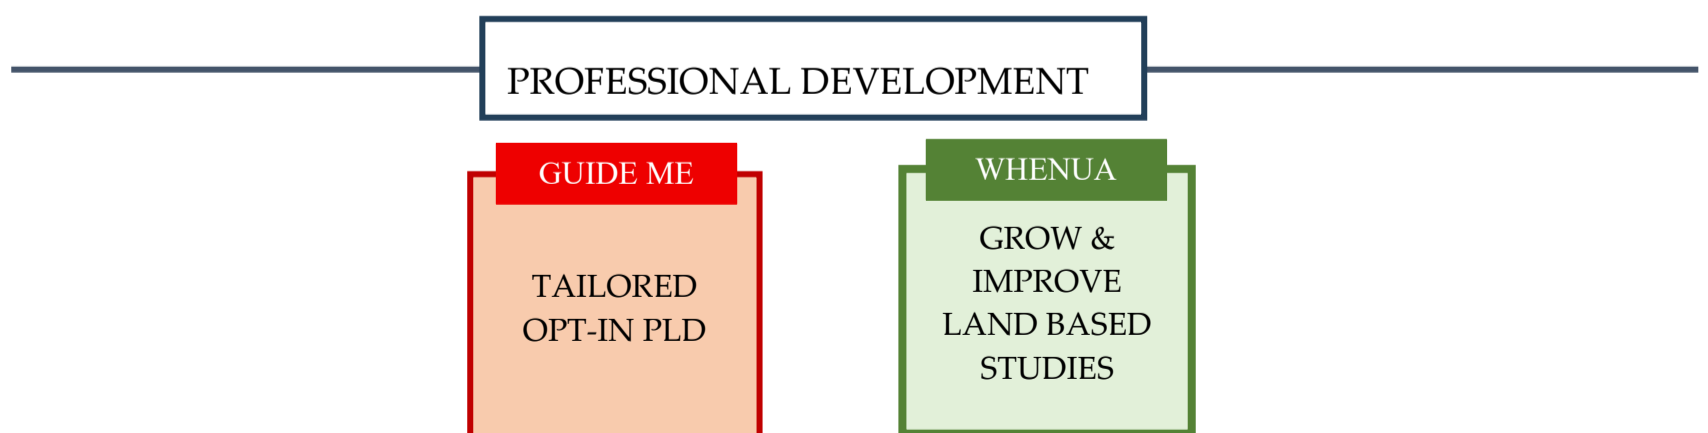 PROFESSIONAL DEVELOPMENT
GUIDE ME
TAILORED
OPT-IN PLD
WHENUA
GROW &
IMPROVE
LAND BASED
STUDIES